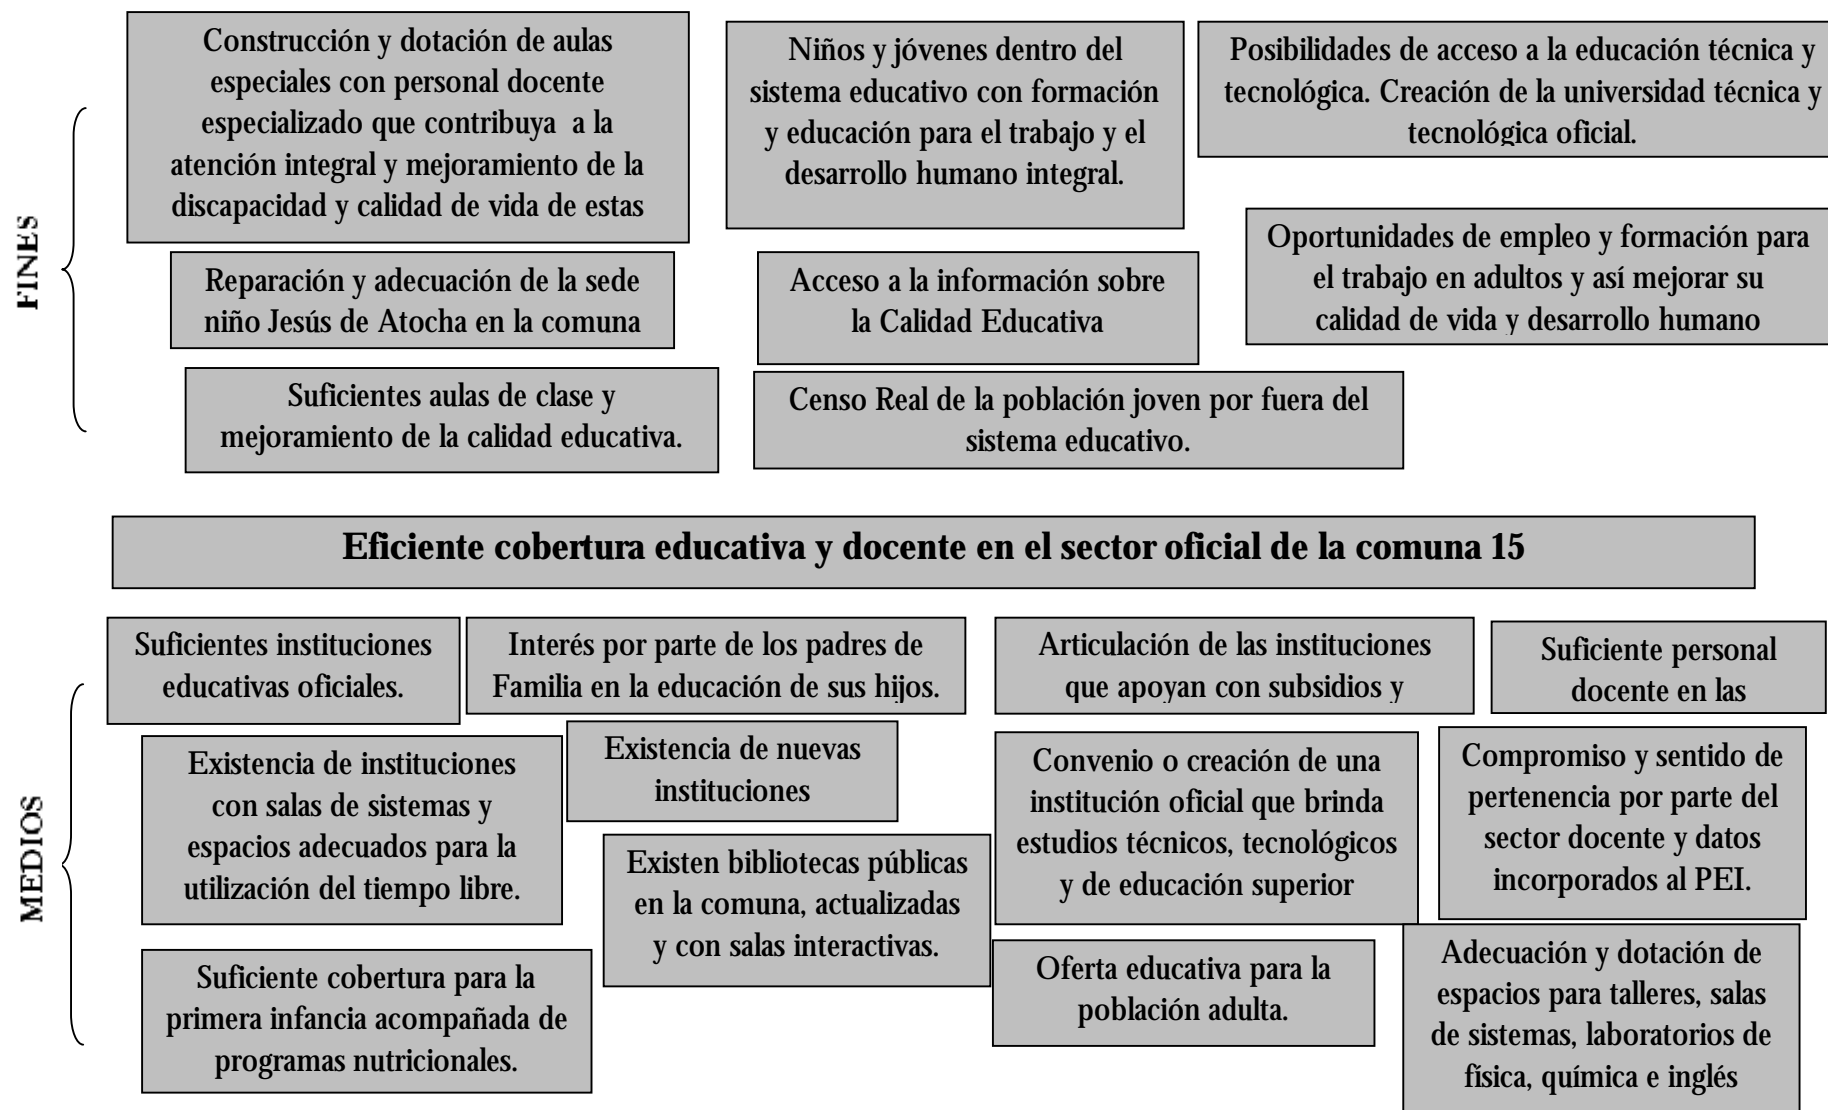 FINES
Construcción y dotación de aulas
especiales con personal docente
especializado que contribuya a la
atención integral y mejoramiento de la
discapacidad y calidad de vida de estas
Niños y jóvenes dentro del
sistema educativo con formación
y educación para el trabajo y el
desarrollo humano integral.
Posibilidades de acceso a la educación técnica y
tecnológica. Creación de la universidad técnica y
tecnológica oficial.
Reparación y adecuación de la sede
niño Jesús de Atocha en la comuna
Acceso a la información sobre
la Calidad Educativa
Oportunidades de empleo y formación para
el trabajo en adultos y así mejorar su
calidad de vida y desarrollo humano
Suficientes aulas de clase y
mejoramiento de la calidad educativa.
Censo Real de la población joven por fuera del
sistema educativo.
Eficiente cobertura educativa y docente en el sector oficial de la comuna 15
MEDIOS
Suficientes instituciones
educativas oficiales.
Interés por parte de los padres de
Familia en la educación de sus hijos.
Articulación de las instituciones
que apoyan con subsidios y
Suficiente personal
docente en las
Existencia de instituciones
con salas de sistemas y
espacios adecuados para la
utilización del tiempo libre.
Existencia de nuevas
instituciones
Convenio o creación de una
institución oficial que brinda
estudios técnicos, tecnológicos
y de educación superior
Compromiso y sentido de
pertenencia por parte del
sector docente y datos
incorporados al PEI.
Existen bibliotecas públicas
en la comuna, actualizadas
y con salas interactivas.
Suficiente cobertura para la
primera infancia acompañada de
programas nutricionales.
Oferta educativa para la
población adulta.
Adecuación y dotación de
espacios para talleres, salas
de sistemas, laboratorios de
física, química e inglés